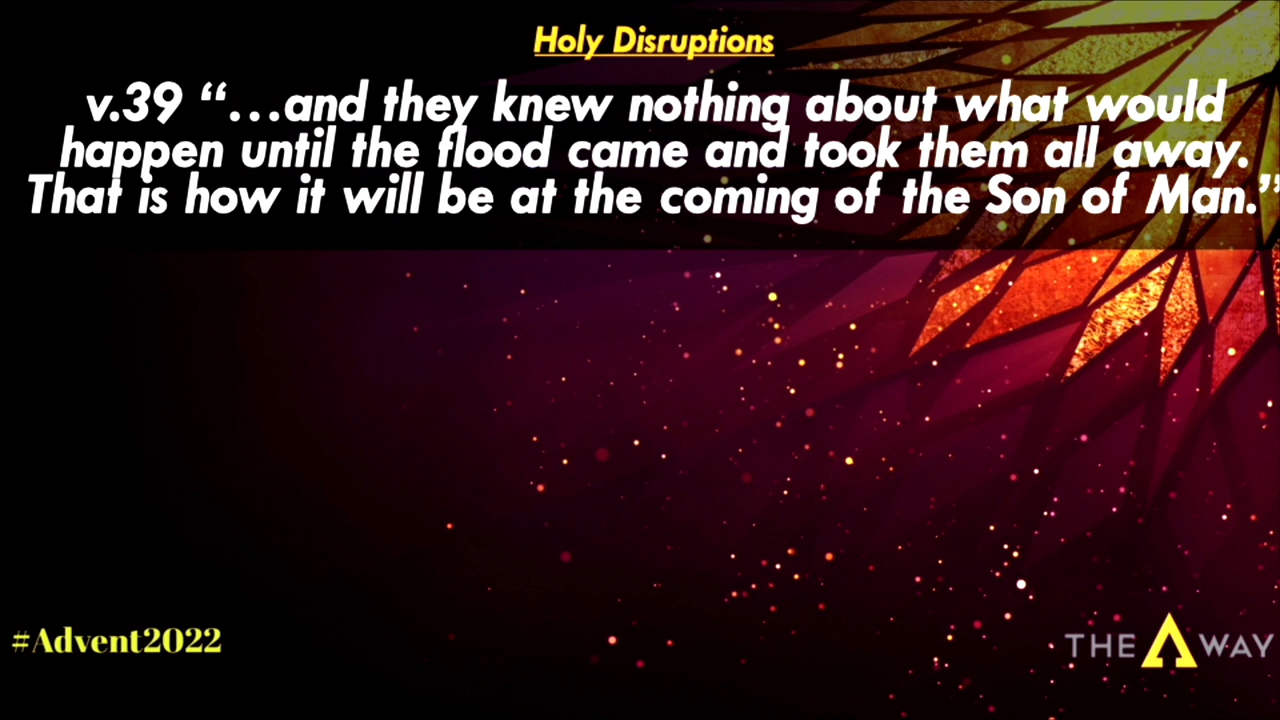 Holy Disruptions
v.39 “…and they knew nothing about what would
happen until the flood came and took them all away.
That is how it will be at the coming of the Son of Man.”
#Advent2022
THE WAY